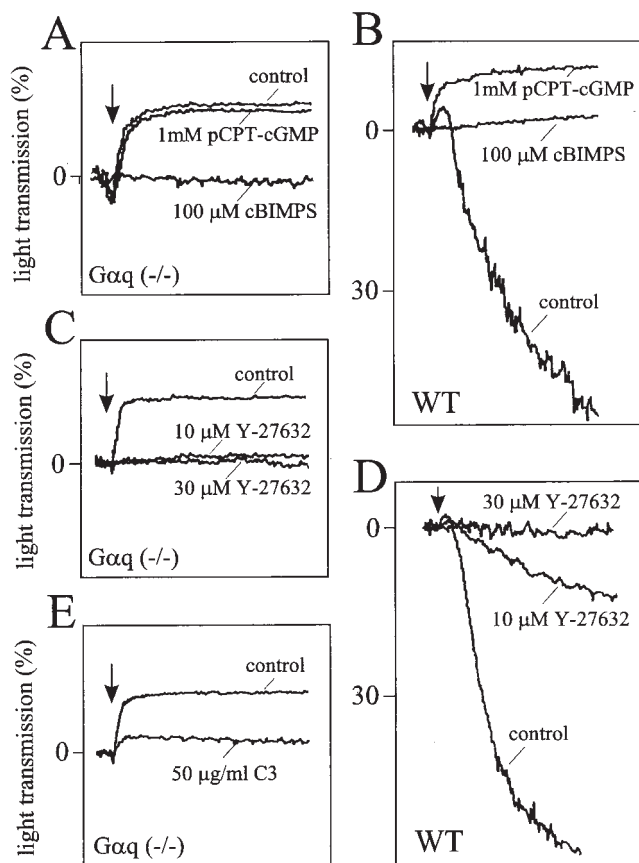 A
light transmission (%)
0
control
1mM pCPT-cGMP
100 µM cBIMPS
Gαq (-/-)
B
0
30
1mM pCPT-cGMP
100 µM cBIMPS
control
WT
C
light transmission (%)
0
control
10 µM Y-27632
30 µM Y-27632
Gαq (-/-)
D
0
30
30 µM Y-27632
10 µM Y-27632
control
WT
E
light transmission (%)
0
control
50 µg/ml C3
Gαq (-/-)